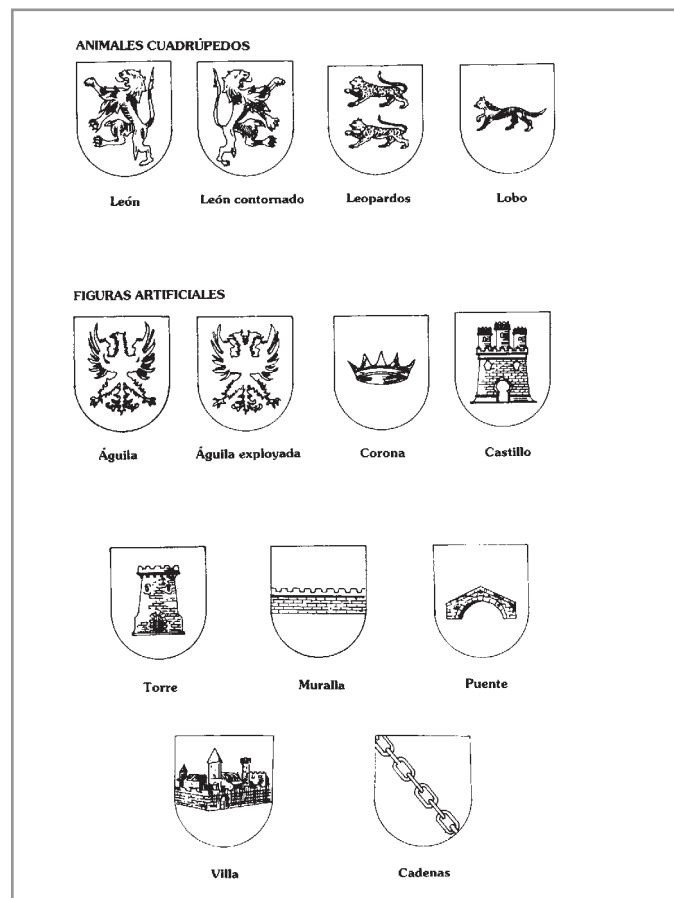 ANIMALES CUADRÚPEDOS
León
León contornado
Leopardos
Lobo
FIGURAS ARTIFICIALES
Águila
Águila exployada
Corona
Castillo
Torre
Muralla
Puente
Villa
Cadenas